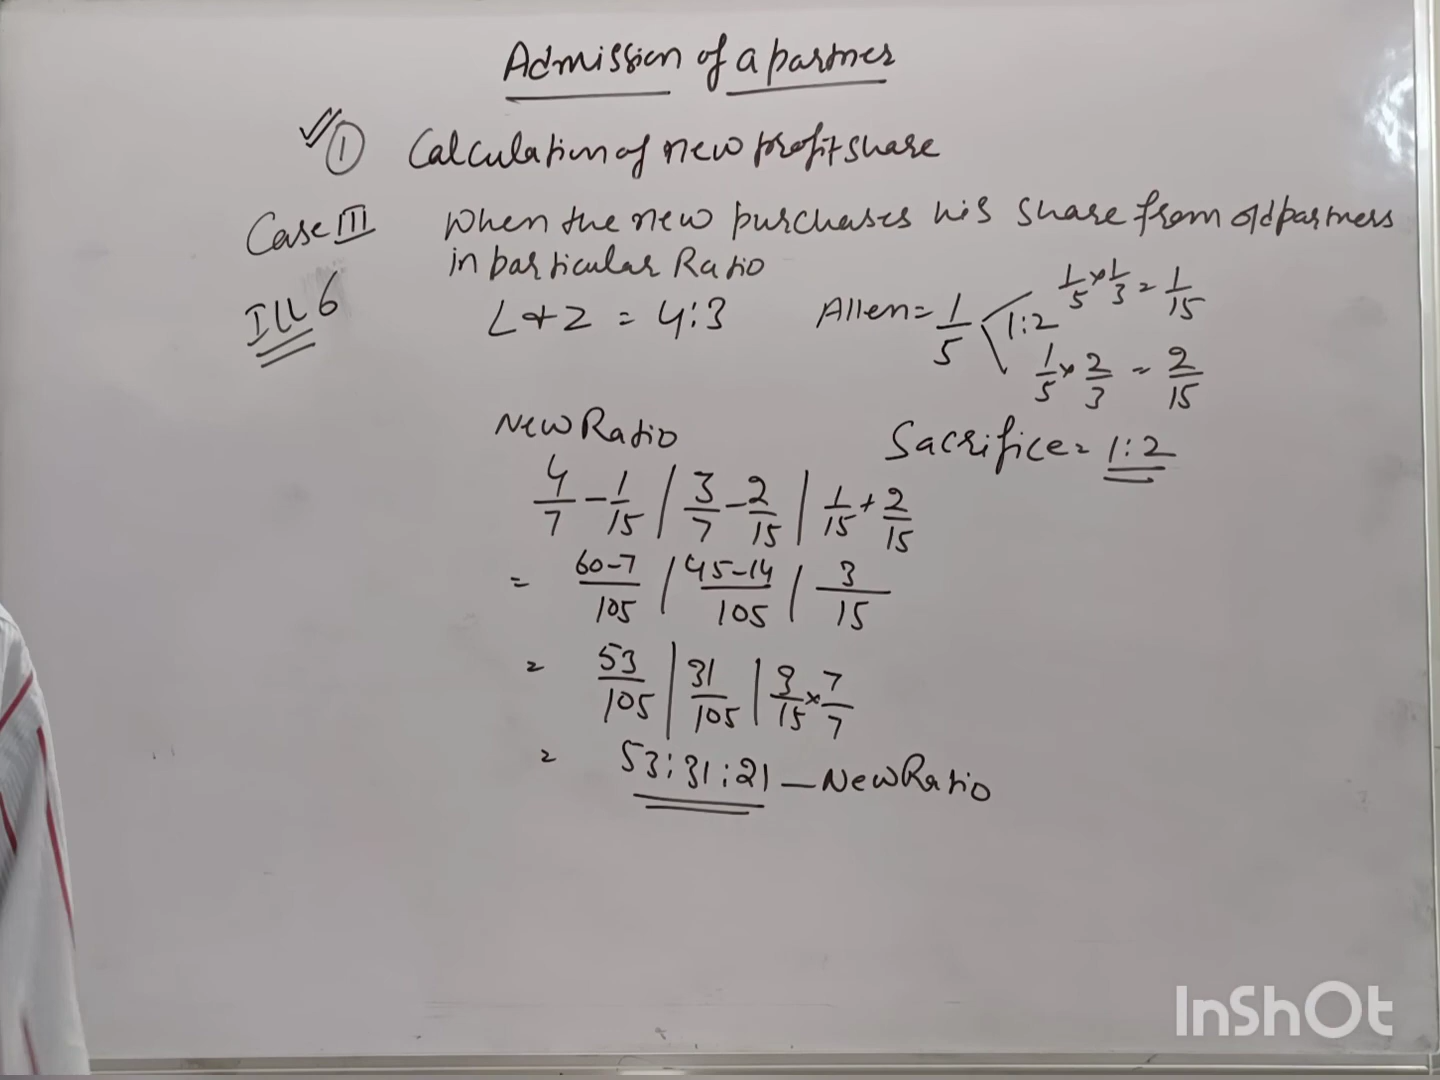 Admission of a partner
① Calculation of new profit share
Case III When the new purchases his share from old partners
in particular Ratio
Ill 6 L & Z = 4:3 Allen = 1/5 1:2 1/5 × 1/3 = 1/15
1/5 × 2/3 = 2/15
New Ratio Sacrifice = 1:2
4/7 - 1/15 | 3/7 - 2/15 | 1/15 + 2/15
= 60-7/105 | 45-14/105 | 3/15
= 53/105 | 31/105 | 3/15 × 7/7
= 53:31:21 — New Ratio
InShOt